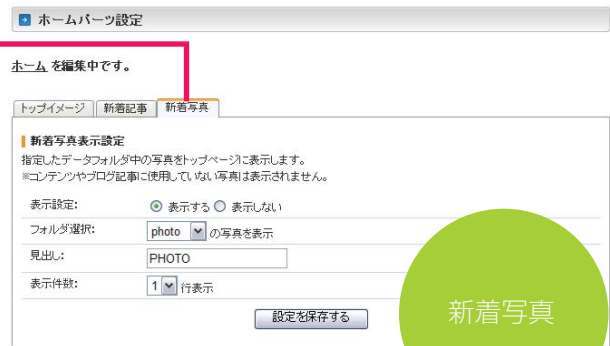 ホームパーツ設定
ホーム を編集中です。
トップイメージ 新着記事 新着写真
新着写真表示設定
指定したデータフォルダ中の写真をトップページに表示します。
※コンテンツやブログ記事に使用していない写真は表示されません。
表示設定: 表示する 表示しない
フォルダ選択: photo の写真を表示
見出し: PHOTO
表示件数: 1 行表示
設定を保存する
新着写真